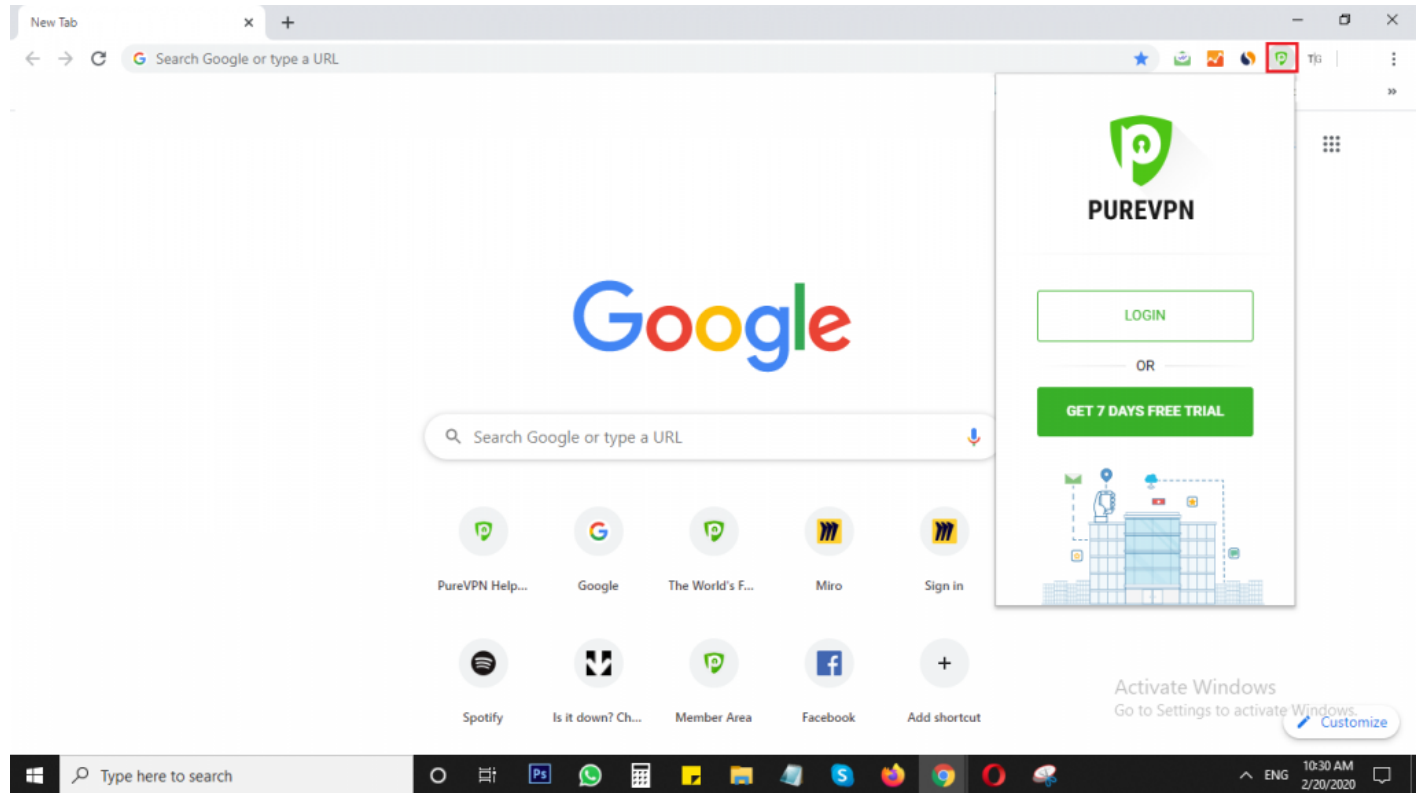 New Tab
Search Google or type a URL
T|G
PUREVPN
LOGIN
OR
GET 7 DAYS FREE TRIAL
Google
Search Google or type a URL
PureVPN Help...
Google
The World's F...
Miro
Sign in
Spotify
Is it down? Ch...
Member Area
Facebook
Add shortcut
Activate Windows
Go to Settings to activate Windows.
Customize
Type here to search
Ps
ENG
10:30 AM
2/20/2020